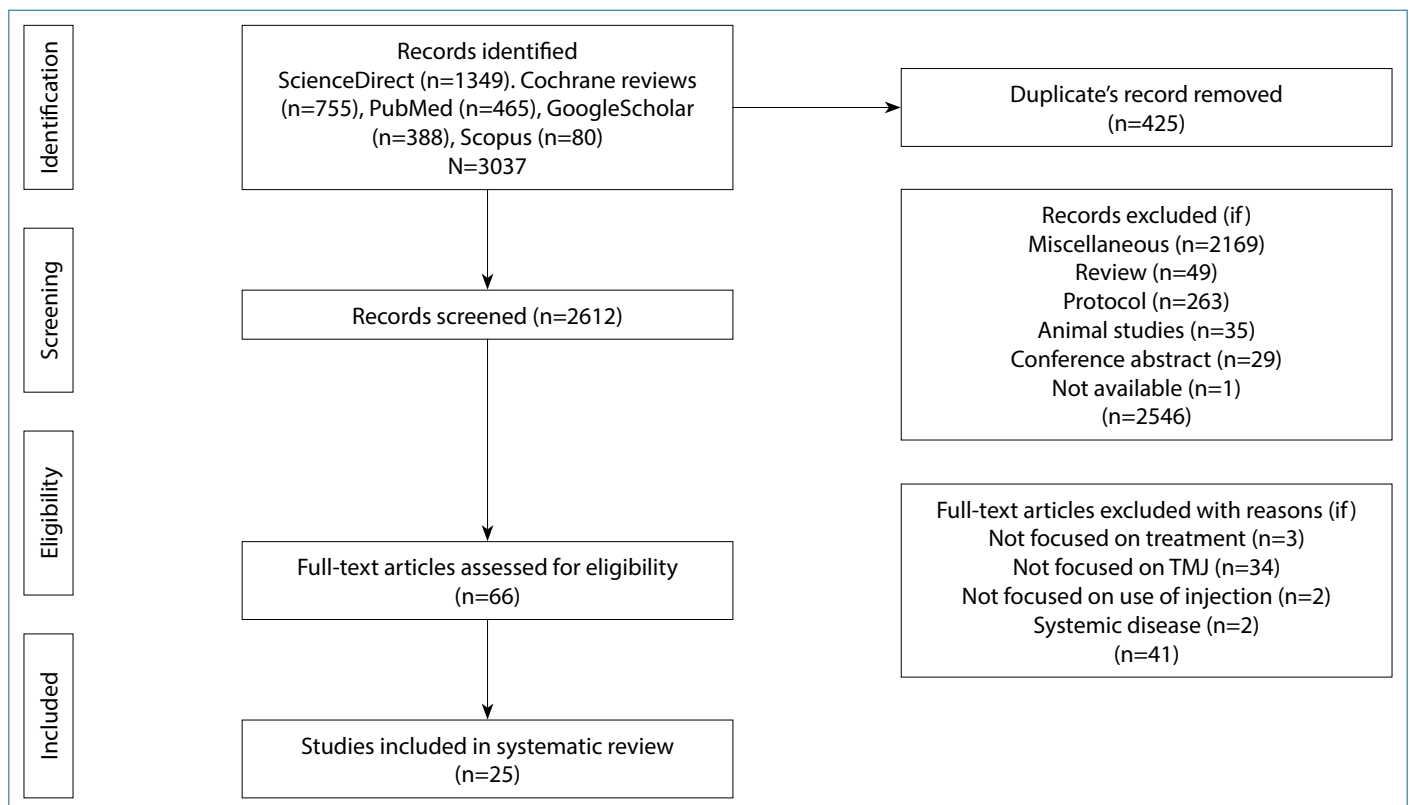 Identification
Records identified
ScienceDirect (n=1349). Cochrane reviews
(n=755), PubMed (n=465), GoogleScholar
(n=388), Scopus (n=80)
N=3037
Duplicate's record removed
(n=425)
Screening
Records screened (n=2612)
Records excluded (if)
Miscellaneous (n=2169)
Review (n=49)
Protocol (n=263)
Animal studies (n=35)
Conference abstract (n=29)
Not available (n=1)
(n=2546)
Eligibility
Full-text articles assessed for eligibility
(n=66)
Full-text articles excluded with reasons (if)
Not focused on treatment (n=3)
Not focused on TMJ (n=34)
Not focused on use of injection (n=2)
Systemic disease (n=2)
(n=41)
Included
Studies included in systematic review
(n=25)